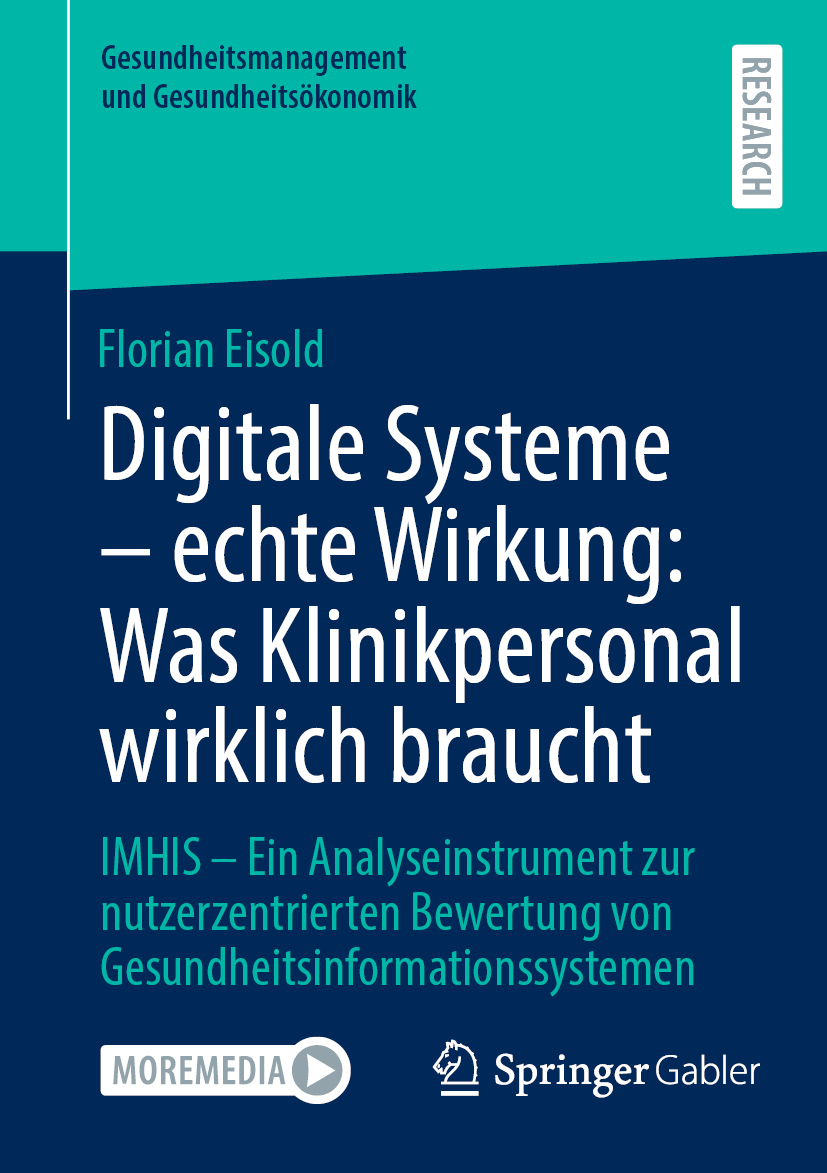 Gesundheitsmanagement
und Gesundheitsökonomik
RESEARCH
Florian Eisold
Digitale Systeme
– echte Wirkung:
Was Klinikpersonal
wirklich braucht
IMHIS – Ein Analyseinstrument zur
nutzerzentrierten Bewertung von
Gesundheitsinformationssystemen
MOREMEDIA
Springer Gabler